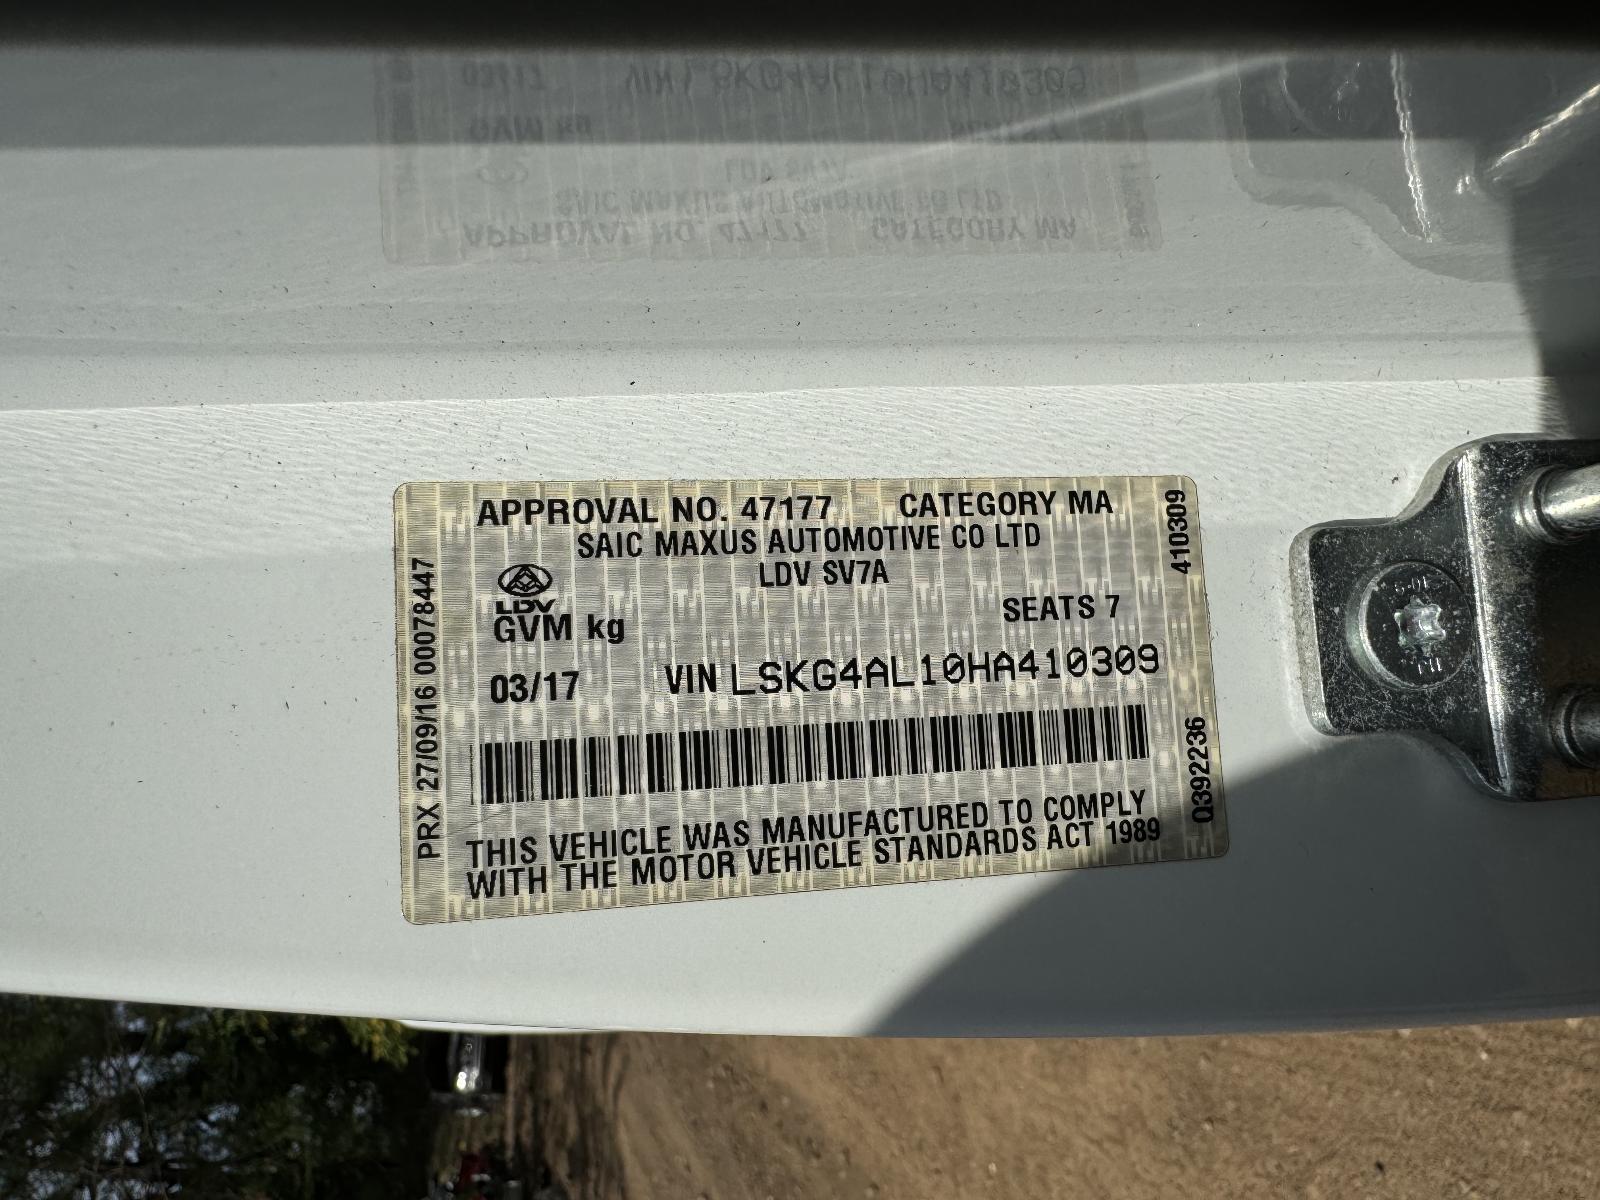 APPROVAL NO. 47177 CATEGORY MA
SAIC MAXUS AUTOMOTIVE CO LTD
LDV SV7A
LDV
GVM kg SEATS 7
03/17 VIN LSKG4AL10HA410309
THIS VEHICLE WAS MANUFACTURED TO COMPLY
WITH THE MOTOR VEHICLE STANDARDS ACT 1989
PRX 27/09/16 00078447
410309
Q392236